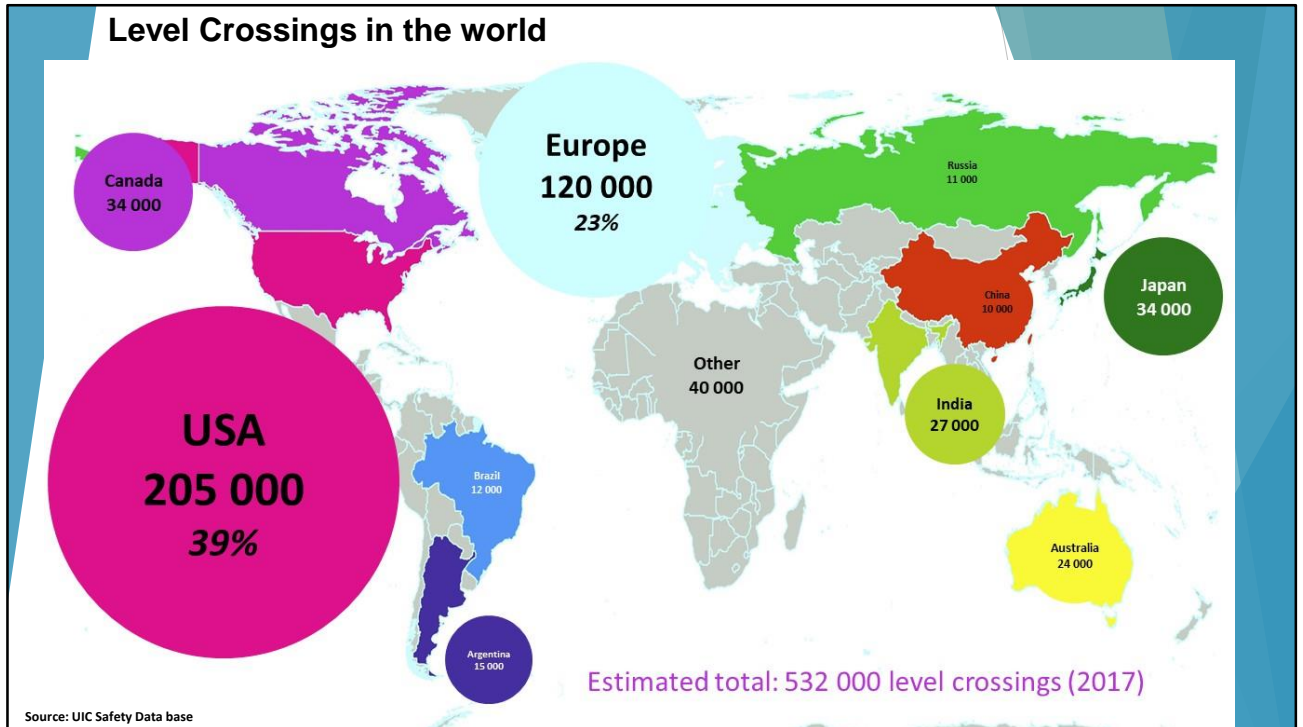 Level Crossings in the world
Canada
34 000
Europe
120 000
23%
Russia
11 000
China
10 000
Japan
34 000
Other
40 000
India
27 000
USA
205 000
39%
Brazil
12 000
Australia
24 000
Argentina
15 000
Estimated total: 532 000 level crossings (2017)
Source: UIC Safety Data base